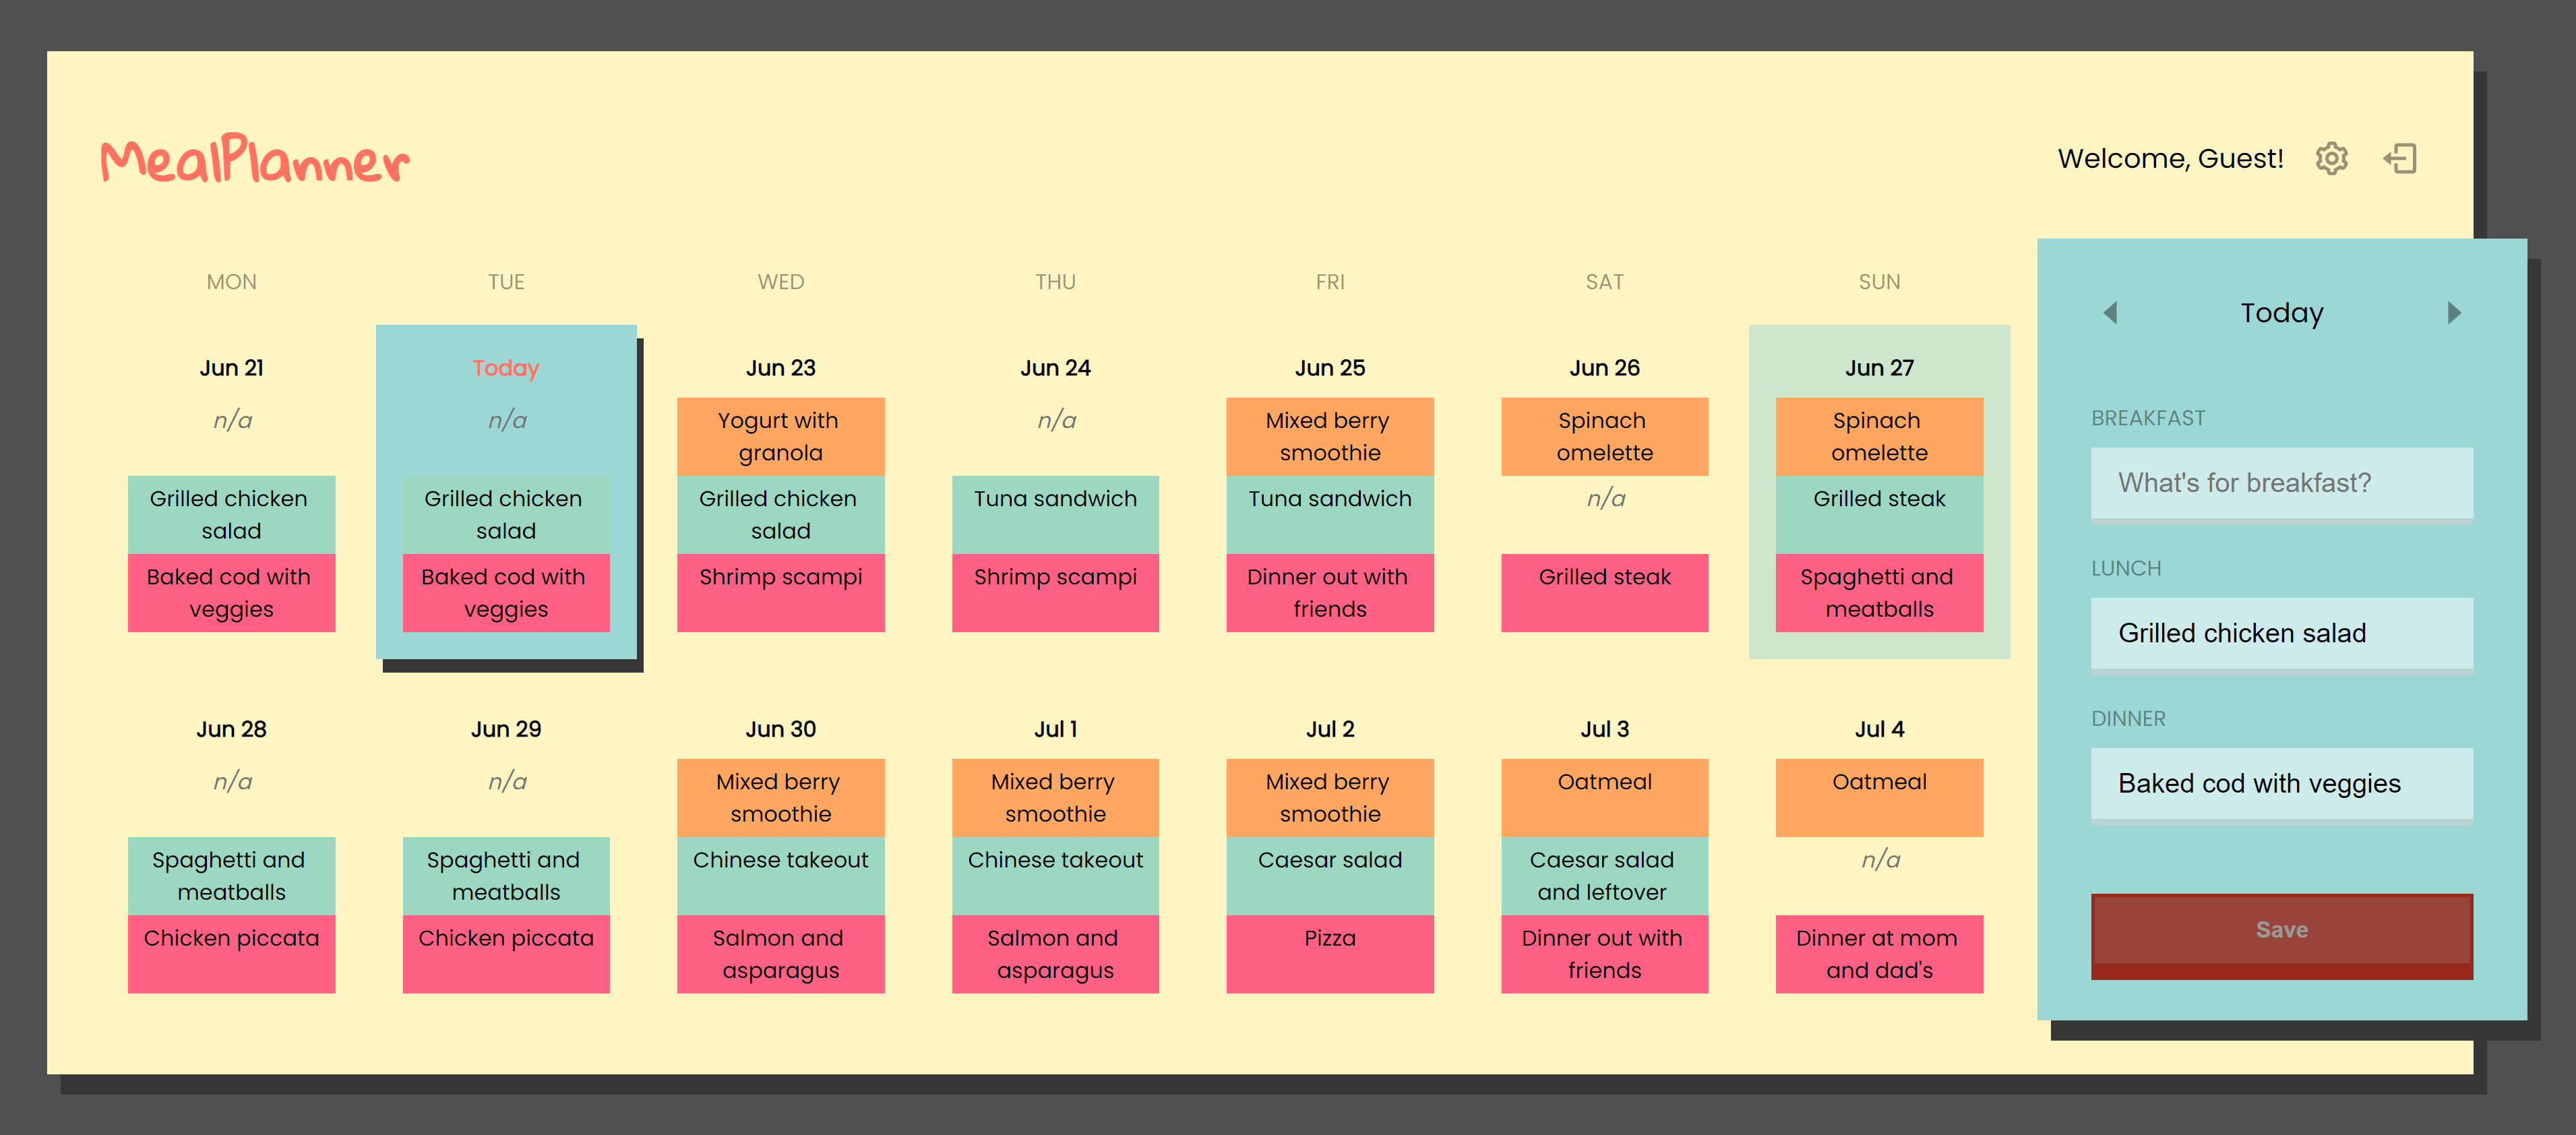 MealPlanner
Welcome, Guest!
MON TUE WED THU FRI SAT SUN
Jun 21
n/a
Grilled chicken
salad
Baked cod with
veggies
Today
n/a
Grilled chicken
salad
Baked cod with
veggies
Jun 23
Yogurt with
granola
Grilled chicken
salad
Shrimp scampi
Jun 24
n/a
Tuna sandwich
Shrimp scampi
Jun 25
Mixed berry
smoothie
Tuna sandwich
Dinner out with
friends
Jun 26
Spinach
omelette
n/a
Grilled steak
Jun 27
Spinach
omelette
Grilled steak
Spaghetti and
meatballs
Jun 28
n/a
Spaghetti and
meatballs
Chicken piccata
Jun 29
n/a
Spaghetti and
meatballs
Chicken piccata
Jun 30
Mixed berry
smoothie
Chinese takeout
Salmon and
asparagus
Jul 1
Mixed berry
smoothie
Chinese takeout
Salmon and
asparagus
Jul 2
Mixed berry
smoothie
Caesar salad
Pizza
Jul 3
Oatmeal
Caesar salad
and leftover
Dinner out with
friends
Jul 4
Oatmeal
n/a
Dinner at mom
and dad's
Today
BREAKFAST
What's for breakfast?
LUNCH
Grilled chicken salad
DINNER
Baked cod with veggies
Save